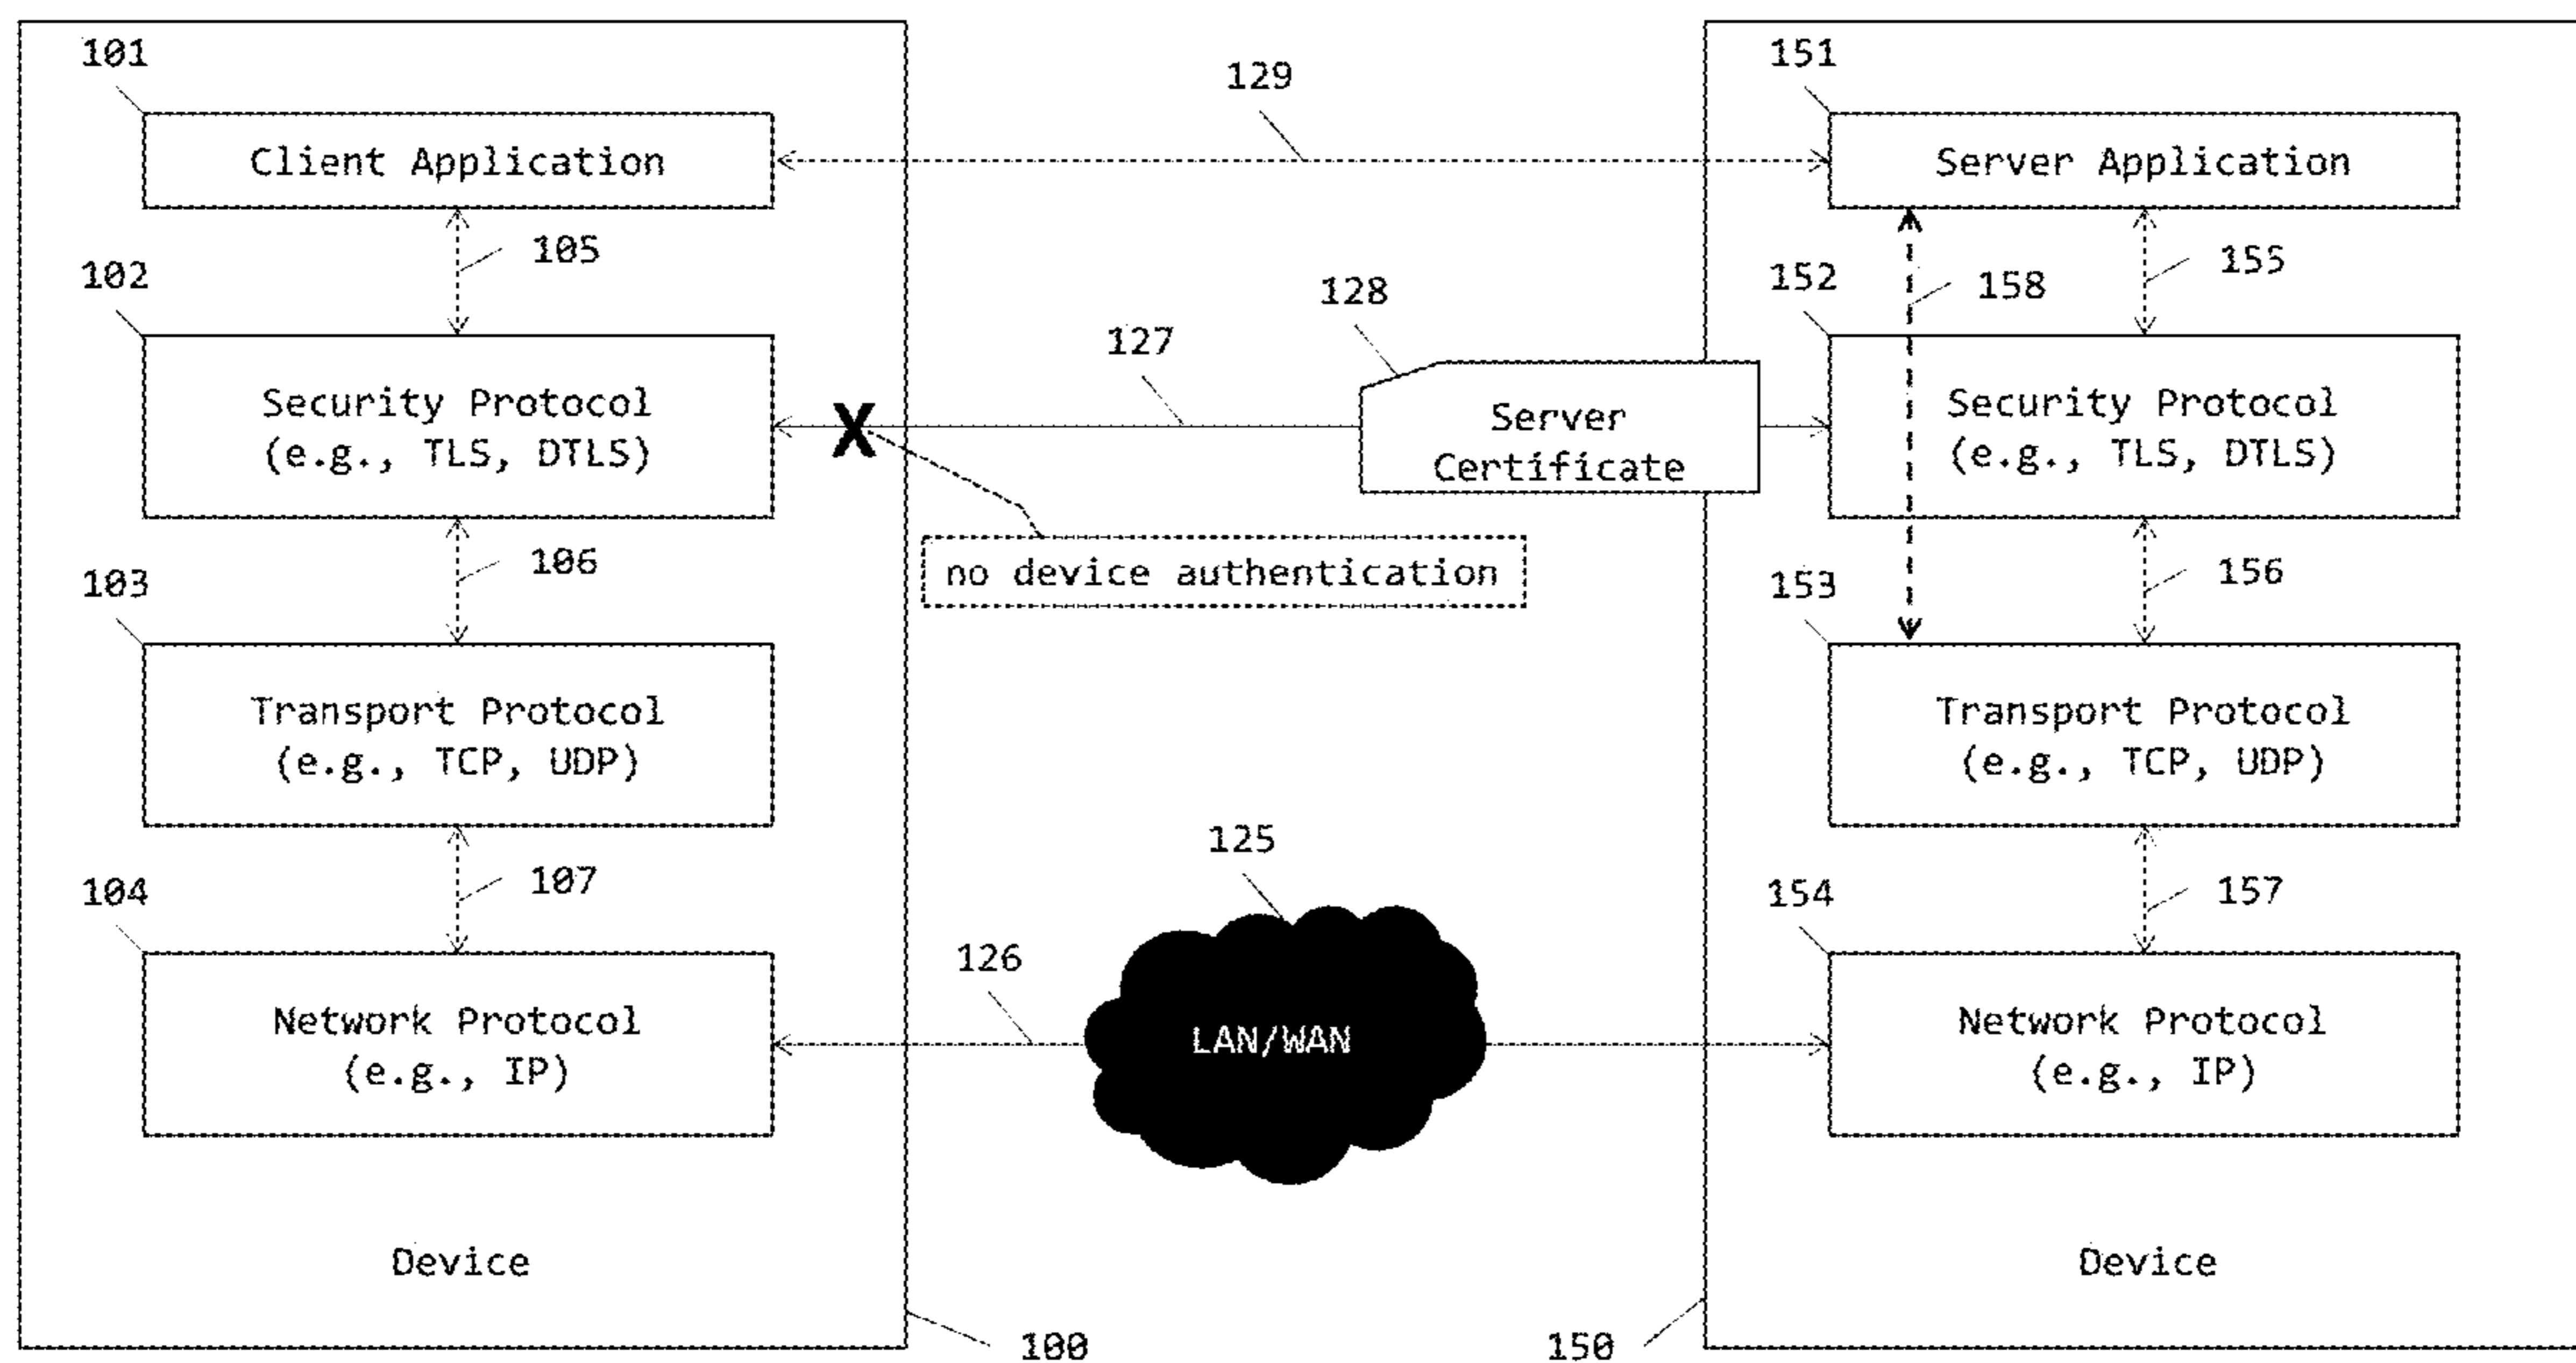 101
151
129
Client Application
Server Application
105
155
102
152
158
128
127
Security Protocol
(e.g., TLS, DTLS)
X
Server
Certificate
Security Protocol
(e.g., TLS, DTLS)
no device authentication
106
156
103
153
Transport Protocol
(e.g., TCP, UDP)
Transport Protocol
(e.g., TCP, UDP)
125
107
157
104
154
126
Network Protocol
(e.g., IP)
LAN/WAN
Network Protocol
(e.g., IP)
Device
Device
100
150